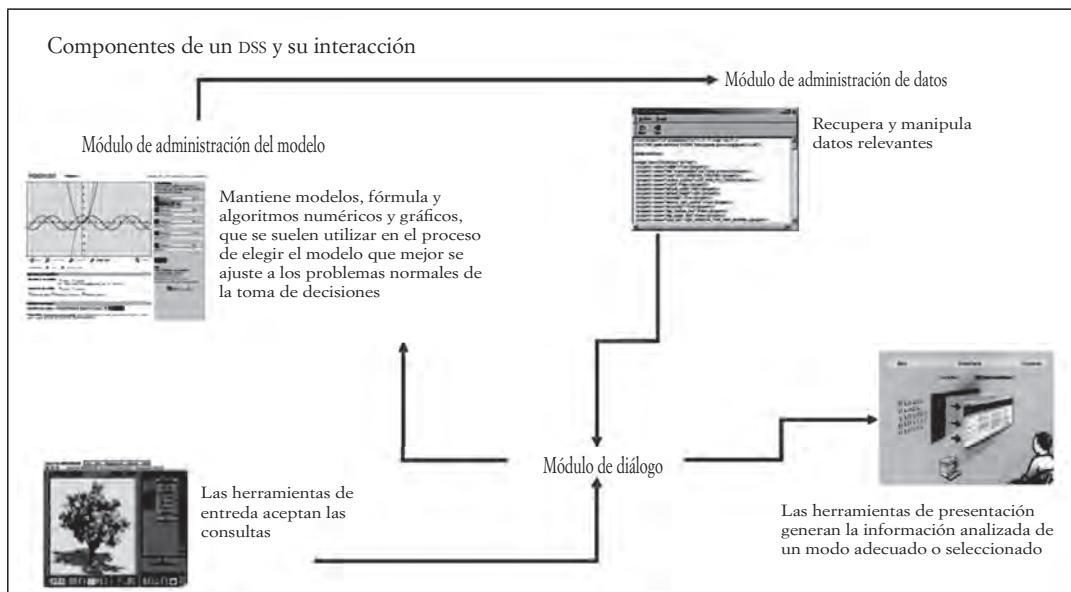 Componentes de un DSS y su interacción
Módulo de administración de datos
Recupera y manipula
datos relevantes
Módulo de administración del modelo
Mantiene modelos, fórmula y
algoritmos numéricos y gráficos,
que se suelen utilizar en el proceso
de elegir el modelo que mejor se
ajuste a los problemas normales de
la toma de decisiones
Módulo de diálogo
Las herramientas de
entreda aceptan las
consultas
Las herramientas de presentación
generan la información analizada de
un modo adecuado o seleccionado